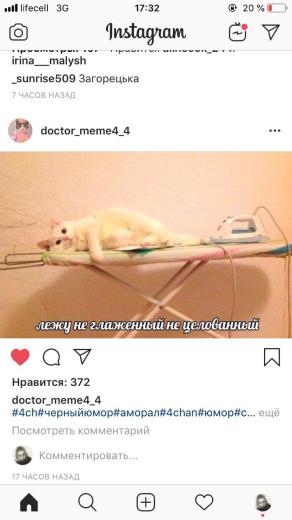 lifecell 3G 17:32 20 %
Instagram
irina___malysh
_sunrise509 Загорецька
7 ЧАСОВ НАЗАД
doctor_meme4_4
лежу не глаженный не целованный
Нравится: 372
doctor_meme4_4
#4ch#черныйюмор#аморал#4chan#юмор#с... ещё
Посмотреть комментарий
Комментировать...
17 ЧАСОВ НАЗАД